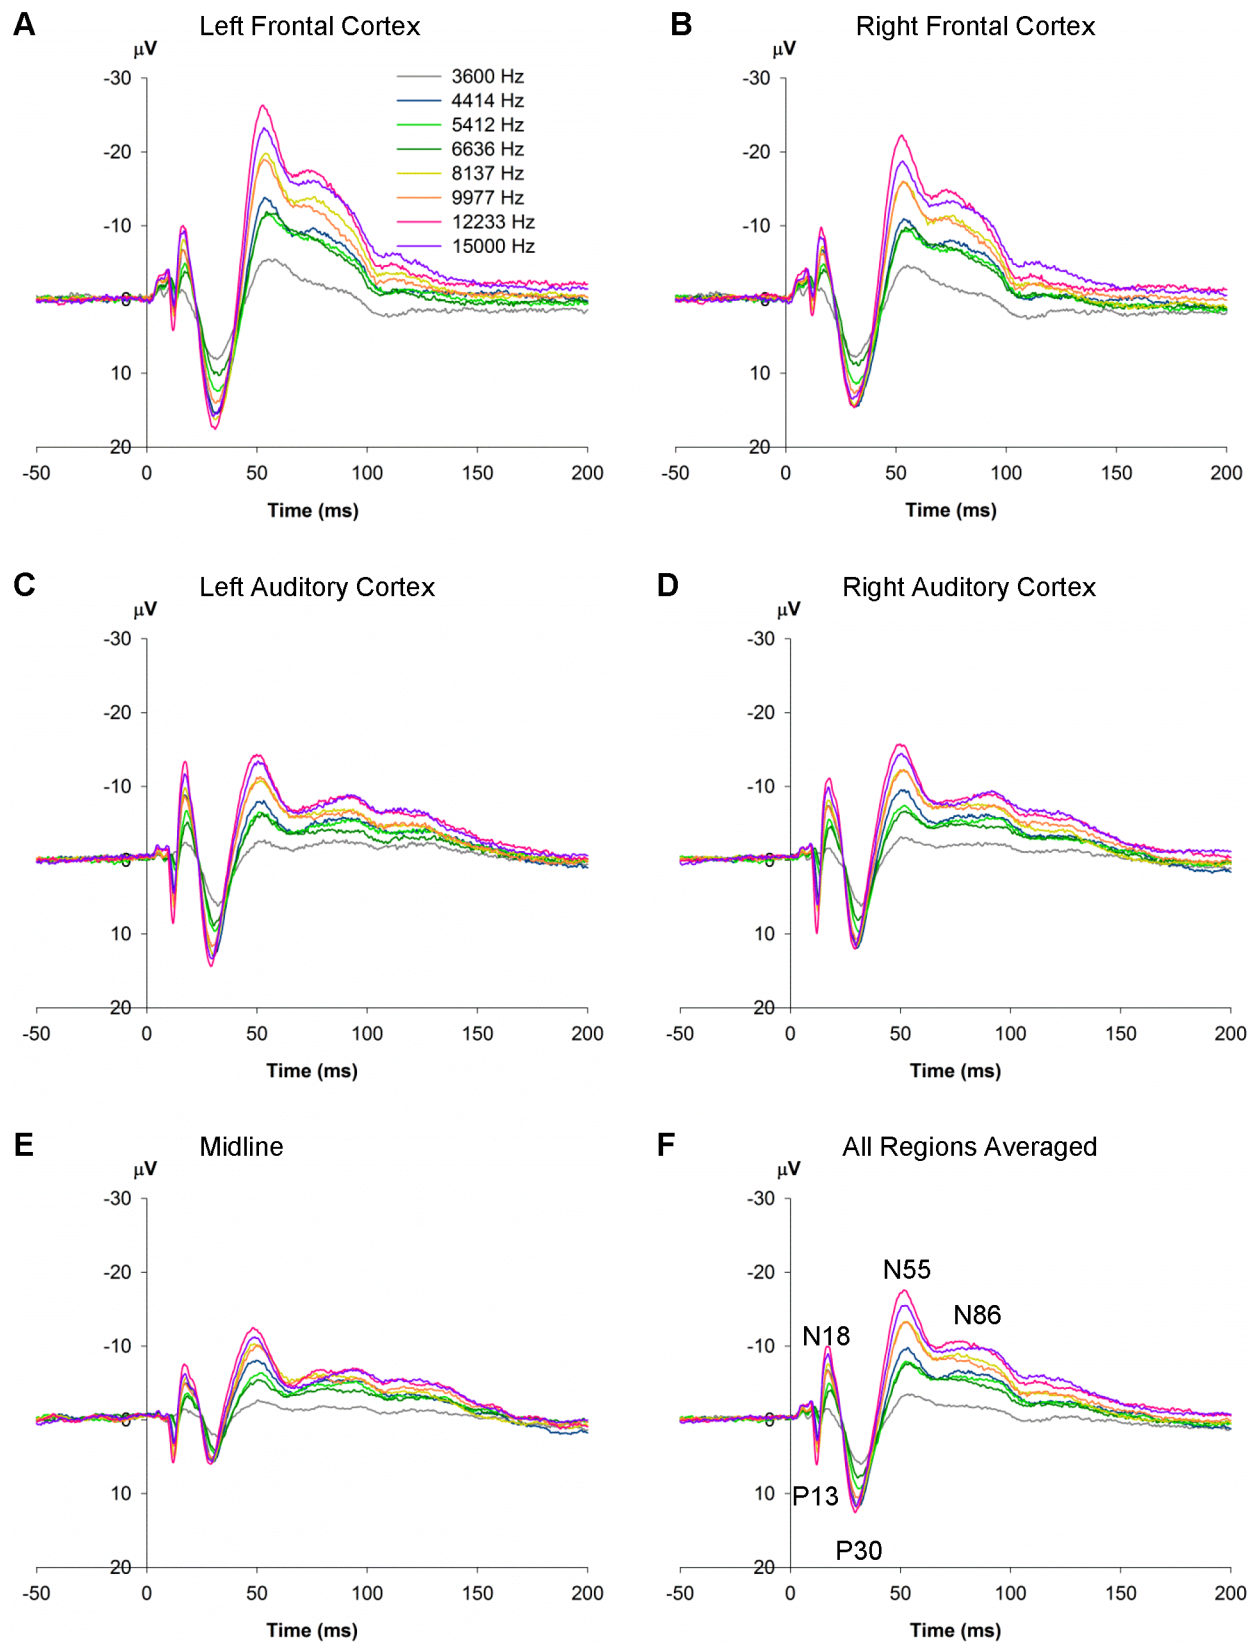 A Left Frontal Cortex
µV
-30
-20
-10
0
10
20
-50 0 50 100 150 200
Time (ms)
3600 Hz
4414 Hz
5412 Hz
6636 Hz
8137 Hz
9977 Hz
12233 Hz
15000 Hz
B Right Frontal Cortex
µV
-30
-20
-10
0
10
20
-50 0 50 100 150 200
Time (ms)
C Left Auditory Cortex
µV
-30
-20
-10
0
10
20
-50 0 50 100 150 200
Time (ms)
D Right Auditory Cortex
µV
-30
-20
-10
0
10
20
-50 0 50 100 150 200
Time (ms)
E Midline
µV
-30
-20
-10
0
10
20
-50 0 50 100 150 200
Time (ms)
F All Regions Averaged
µV
-30
-20
-10
0
10
20
N55
N86
N18
P13
P30
-50 0 50 100 150 200
Time (ms)